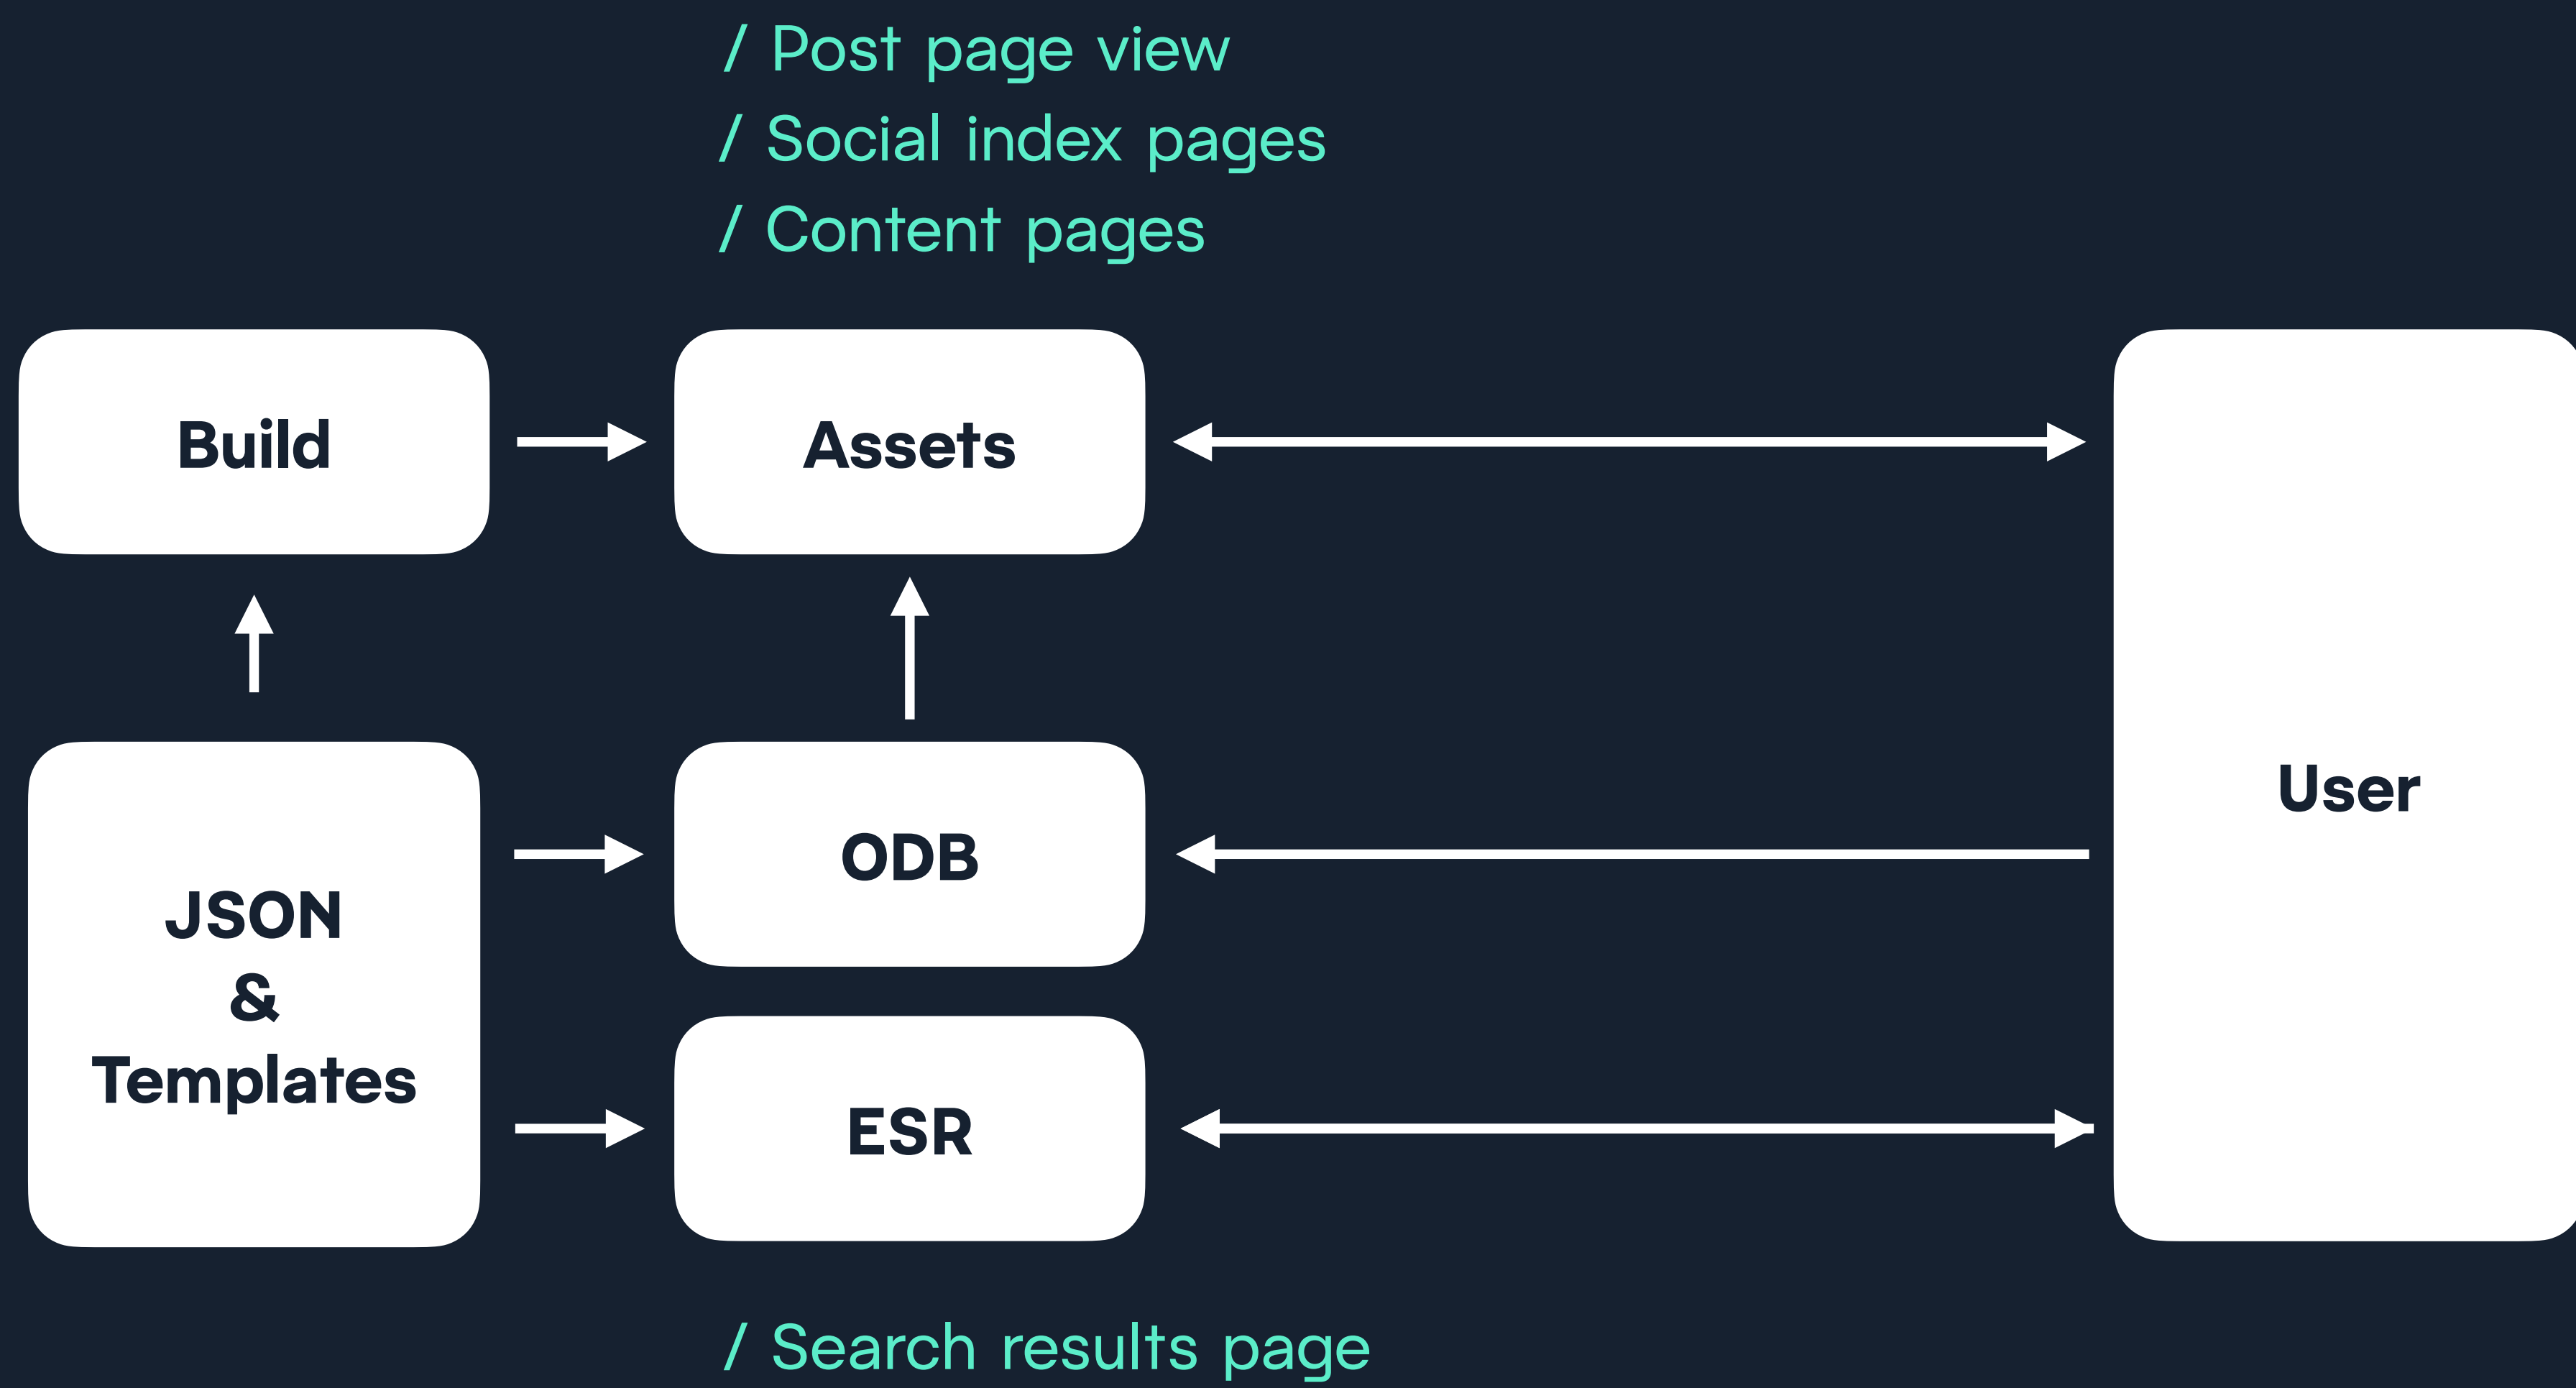 / Post page view
/ Social index pages
/ Content pages
Build
Assets
User
JSON
&
Templates
ODB
ESR
/ Search results page